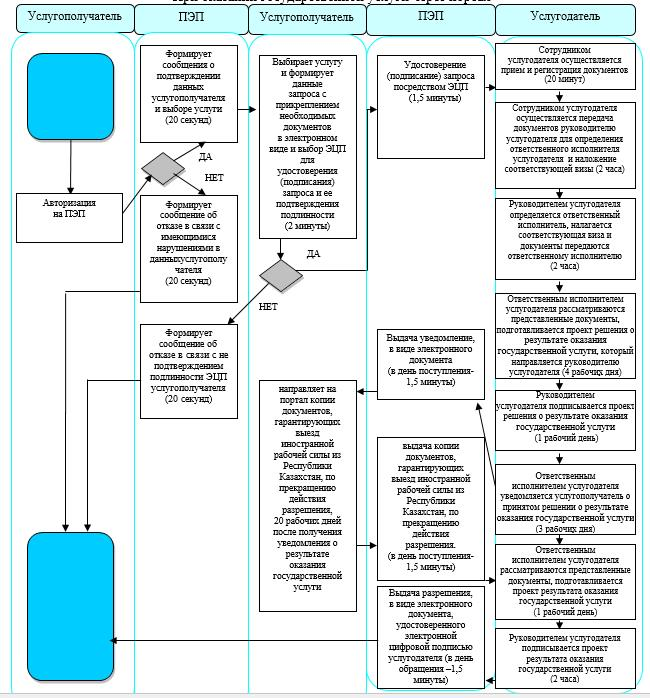 Услугополучатель
ПЭП
Услугополучатель
ПЭП
Услугодатель
Авторизация
на ПЭП
Формирует
сообщения о
подтверждении
данных
услугополучателя
и выборе услуги
(20 секунд)
ДА
НЕТ
Формирует
сообщение об
отказе в связи с
имеющимися
нарушениями в
данныхуслугополу
чателя
(20 секунд)
Формирует
сообщение об
отказе в связи с не
подтверждением
подлинности ЭЦП
услугополучателя
(20 секунд)
Выбирает услугу
и формирует
данные
запроса с
прикреплением
необходимых
документов
в электронном
виде и выбор ЭЦП
для
удостоверения
(подписания)
запроса и ее
подтверждения
подлинности
(2 минуты)
ДА
НЕТ
направляет на
портал копии
документов,
гарантирующих
выезд
иностранной
рабочей силы из
Республики
Казахстан, по
прекращению
действия
разрешения,
20 рабочих дней
после получения
уведомления о
результате
оказания
государственной
услуги
Удостоверение
(подписание) запроса
посредством ЭЦП
(1,5 минуты)
Выдача уведомление,
в виде электронного
документа
(в день поступления-
1,5 минуты)
выдача копии
документов,
гарантирующих
выезд иностранной
рабочей силы из
Республики
Казахстан, по
прекращению
действия
разрешения.
(в день поступления-
1,5 минуты)
Выдача разрешения,
в виде электронного
документа,
удостоверенного
электронной
цифровой подписью
услугодателя (в день
обращения –1,5
минуты)
Сотрудником
услугодателя осуществляется
прием и регистрация документов
(20 минут)
Сотрудником услугодателя
осуществляется передача
документов руководителю
услугодателя для определения
ответственного исполнителя
услугодателя и наложение
соответствующей визы (2 часа)
Руководителем услугодателя
определяется ответственный
исполнитель, налагается
соответствующая виза и
документы передаются
ответственному исполнителю
(2 часа)
Ответственным исполнителем
услугодателя рассматриваются
представленные документы,
подготавливается проект решения о
результате оказания
государственной услуги, который
направляется руководителю
услугодателя (4 рабочих дня)
Руководителем
услугодателя подписывается проект
решения о результате оказания
государственной услуги
(1 рабочий день)
Ответственным
исполнителем услугодателя
уведомляется услугополучатель о
принятом решении о результате
оказания государственной услуги
(3 рабочих дня)
Ответственным
исполнителем услугодателя
рассматриваются представленные
документы, подготавливается
проект результата оказания
государственной услуги
(1 рабочий день)
Руководителем услугодателя
подписывается проект
результата оказания
государственной услуги
(2 часа)